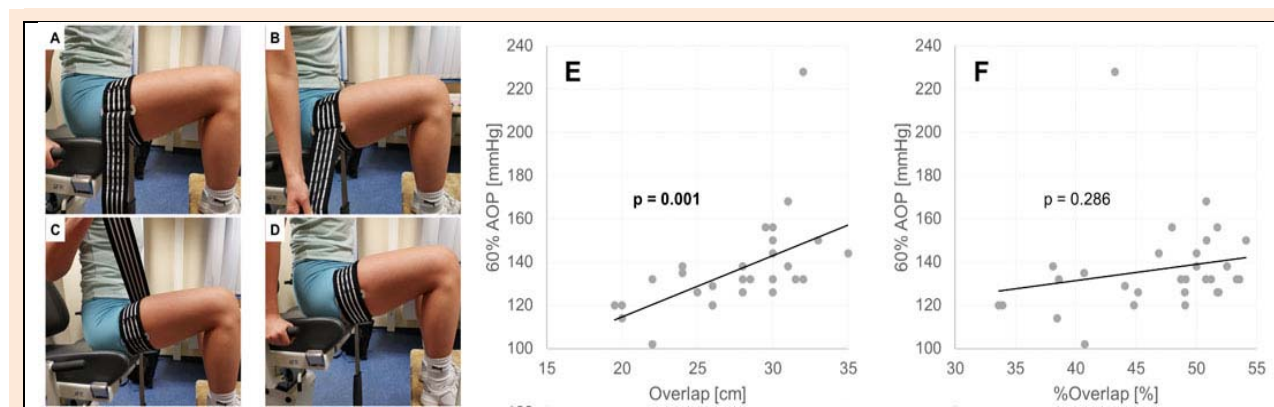 A
B
C
D
E
240
220
200
180
160
140
120
100
60% AOP [mmHg]
p = 0.001
15
20
25
30
35
Overlap [cm]
F
240
220
200
180
160
140
120
100
60% AOP [mmHg]
p = 0.286
30
35
40
45
50
55
%Overlap [%]